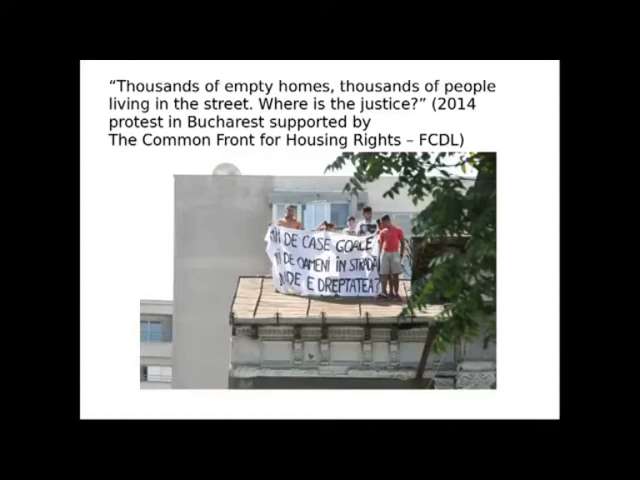 “Thousands of empty homes, thousands of people
living in the street. Where is the justice?” (2014
protest in Bucharest supported by
The Common Front for Housing Rights – FCDL)
DE CASE GOALE
DE OAMENI ÎN STRADĂ
E DREPTATEA?